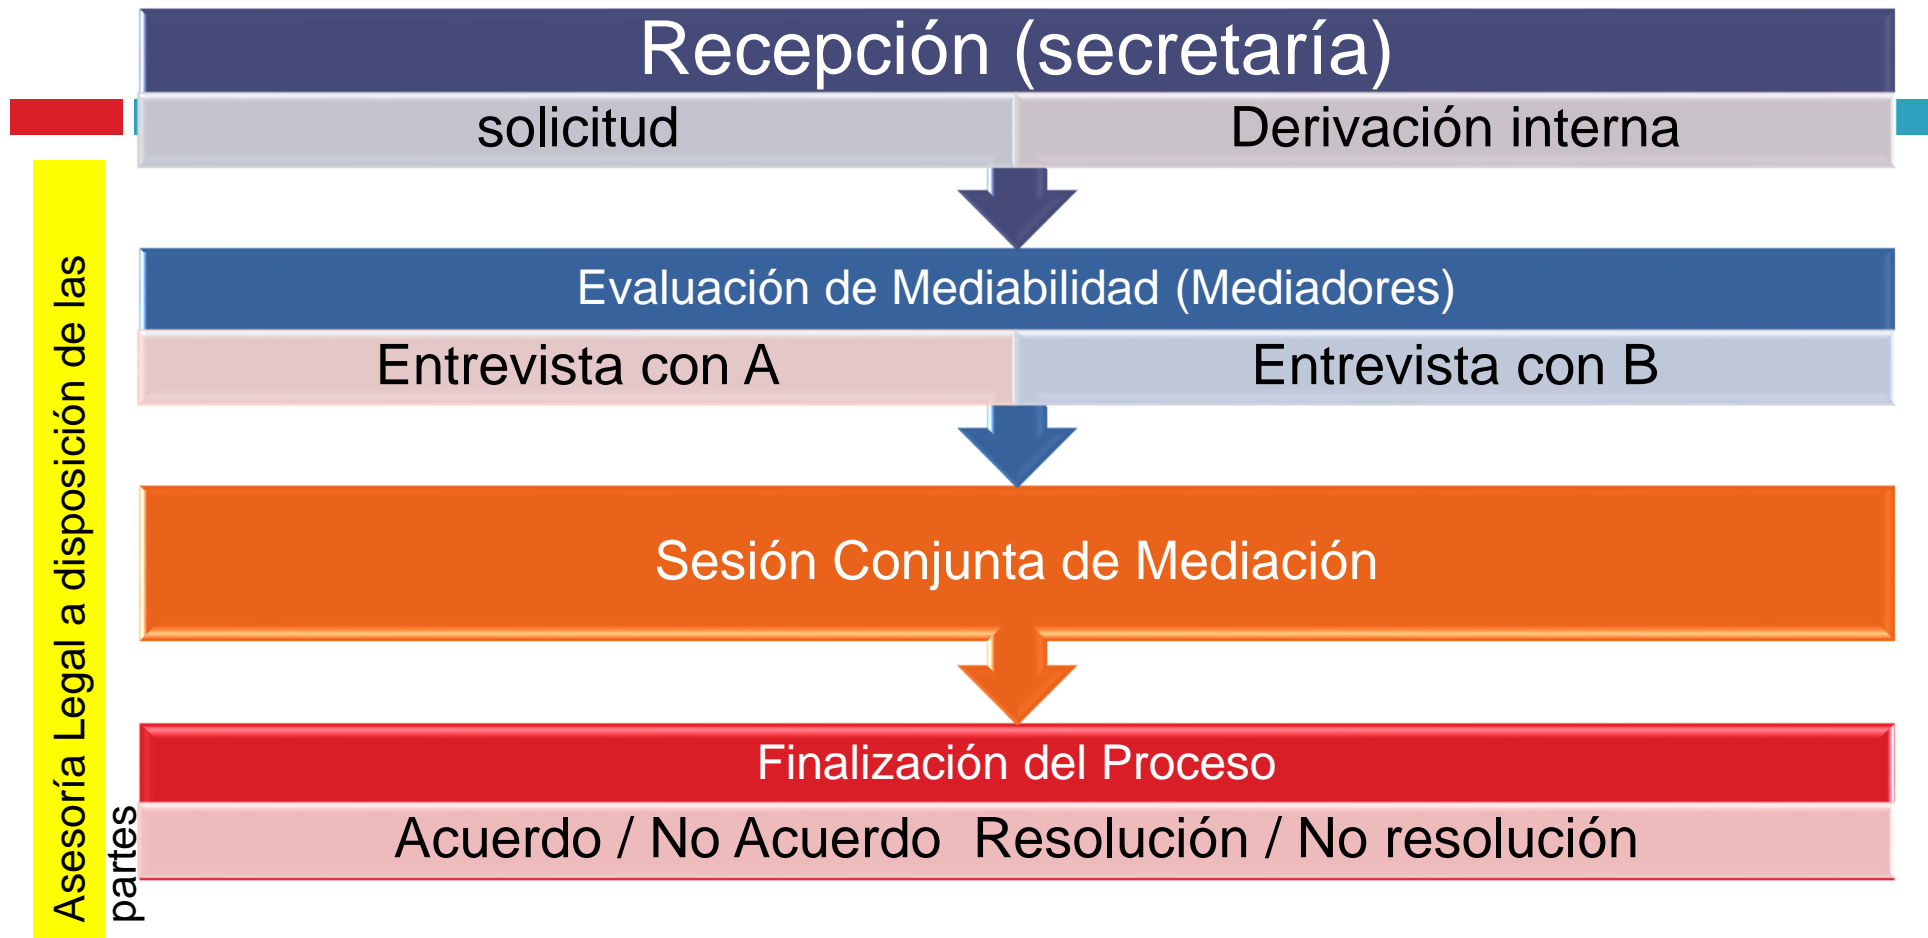 Recepción (secretaría)
solicitud
Derivación interna
Evaluación de Mediabilidad (Mediadores)
Entrevista con A
Entrevista con B
Sesión Conjunta de Mediación
Finalización del Proceso
Acuerdo / No Acuerdo  Resolución / No resolución
Asesoría Legal a disposición de las
partes